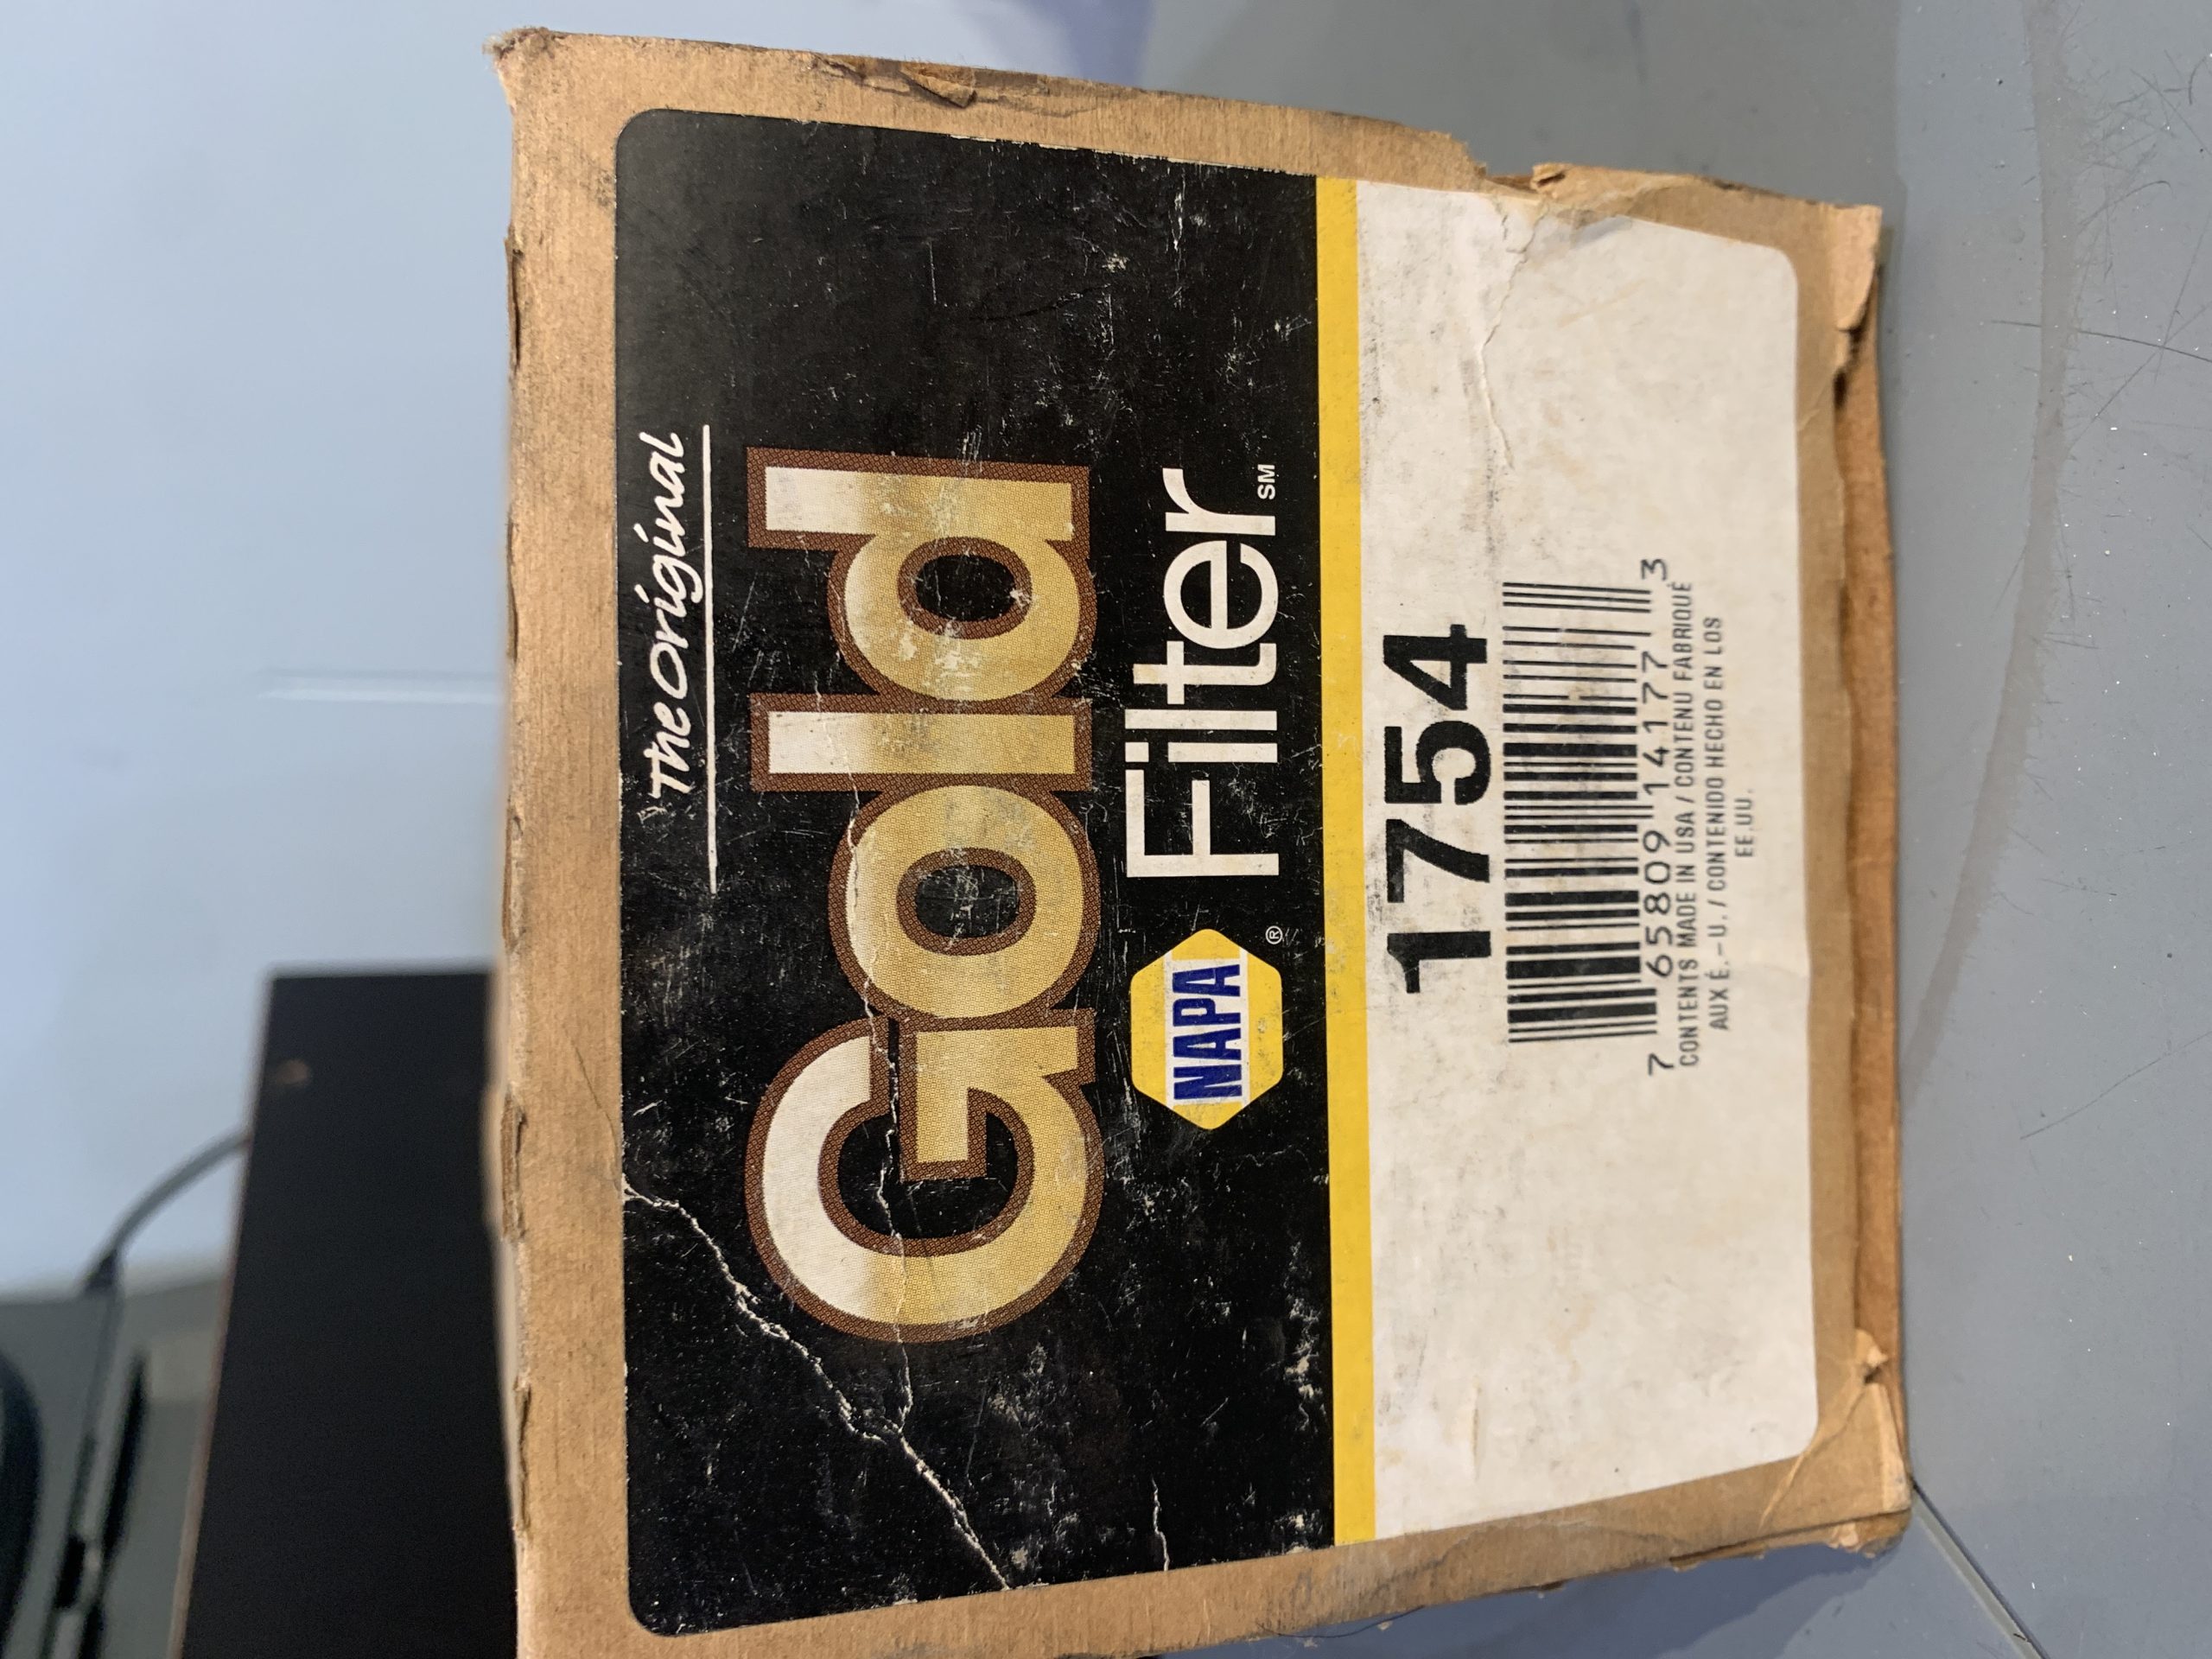 The Original
Gold
NAPA® Filter SM
1754
7 65809 14177 3
CONTENTS MADE IN USA / CONTENU FABRIQUÉ
AUX É.-U. / CONTENIDO HECHO EN LOS
EE.UU.